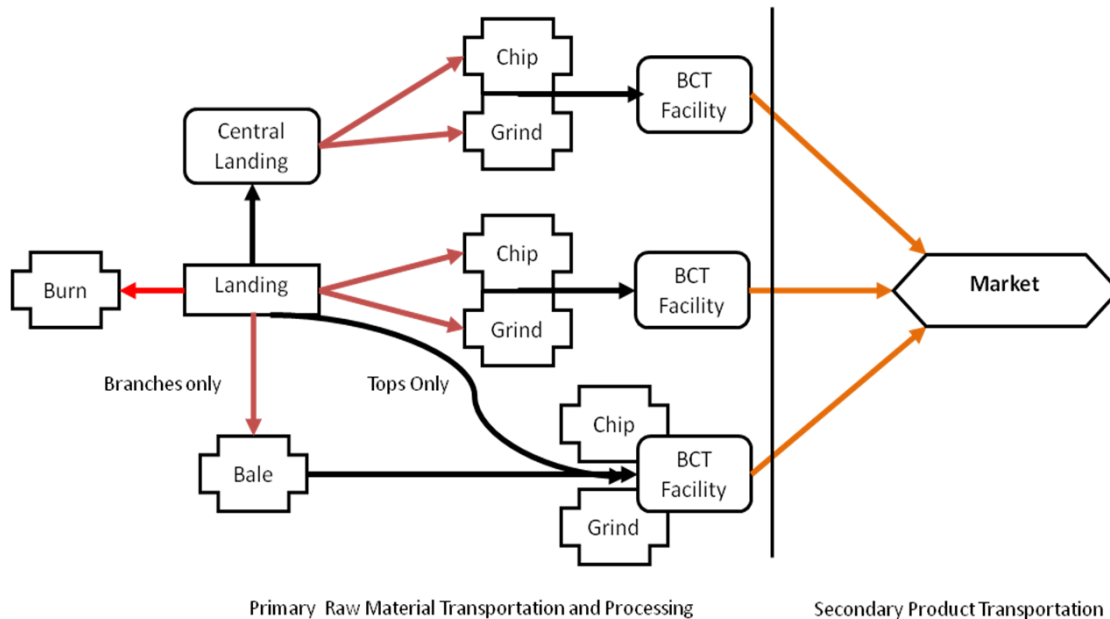 Chip
Grind
BCT
Facility
Central
Landing
Burn
Landing
Chip
Grind
BCT
Facility
Market
Branches only
Tops Only
Bale
Chip
Grind
BCT
Facility
Primary Raw Material Transportation and Processing
Secondary Product Transportation